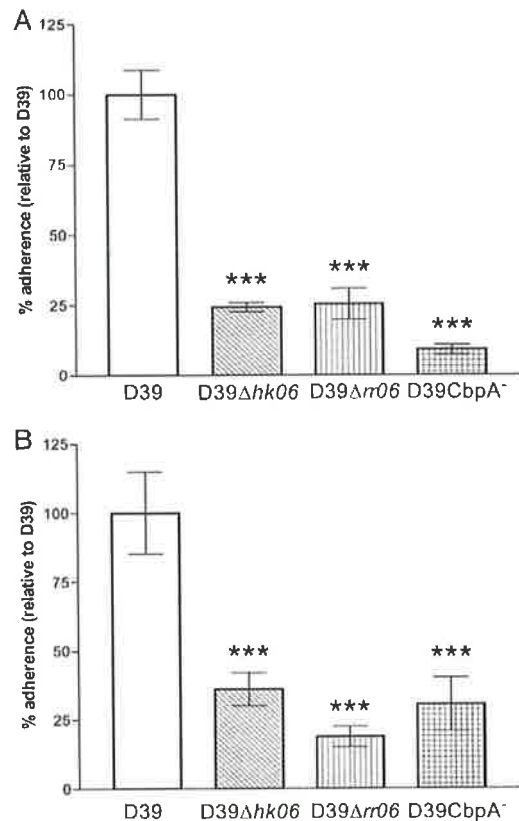 A
% adherence (relative to D39)
125
100
75
50
25
0
***
***
***
D39
D39Δhk06
D39Δrr06
D39CbpA⁻
B
% adherence (relative to D39)
125
100
75
50
25
0
***
***
***
D39
D39Δhk06
D39Δrr06
D39CbpA⁻